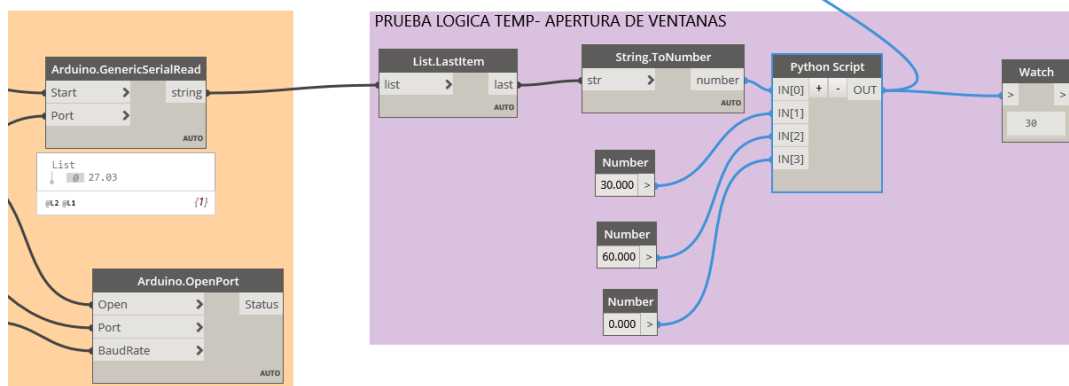 PRUEBA LOGICA TEMP- APERTURA DE VENTANAS
Arduino.GenericSerialRead
Start > string
Port >
AUTO
List
0 27.03
@L2 @L1 {1}
Arduino.OpenPort
Open > Status
Port >
BaudRate >
AUTO
List.LastItem
list > last
AUTO
String.ToNumber
str > number
AUTO
Number
30.000 >
Number
60.000 >
Number
0.000 >
Python Script
IN[0] + - OUT
IN[1]
IN[2]
IN[3]
Watch
> >
30